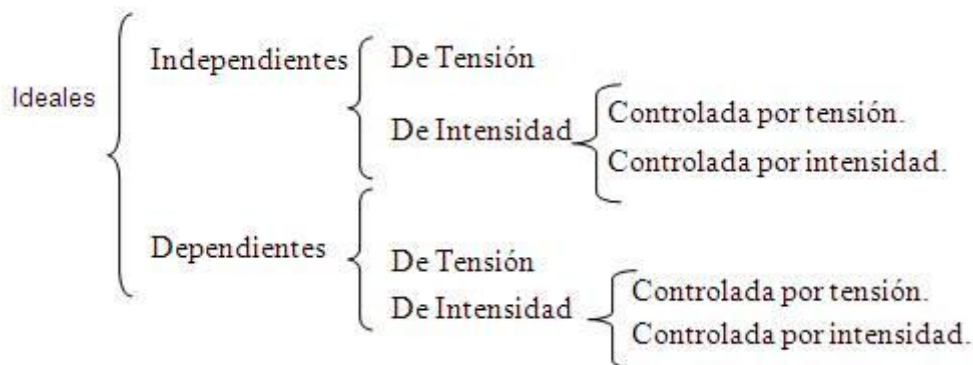 Ideales
Independientes
De Tensión
De Intensidad
Controlada por tensión.
Controlada por intensidad.
Dependientes
De Tensión
De Intensidad
Controlada por tensión.
Controlada por intensidad.